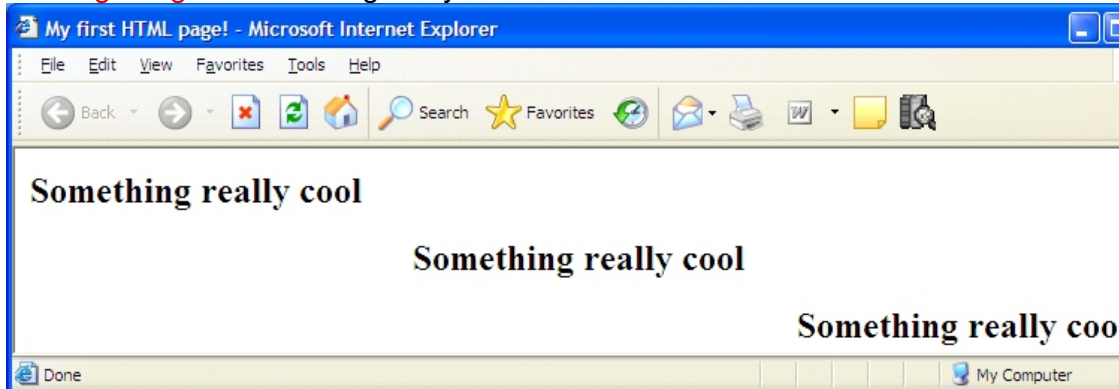 My first HTML page! - Microsoft Internet Explorer
File Edit View Favorites Tools Help
Back Search Favorites W
Something really cool
Something really cool
Something really coo
Done My Computer